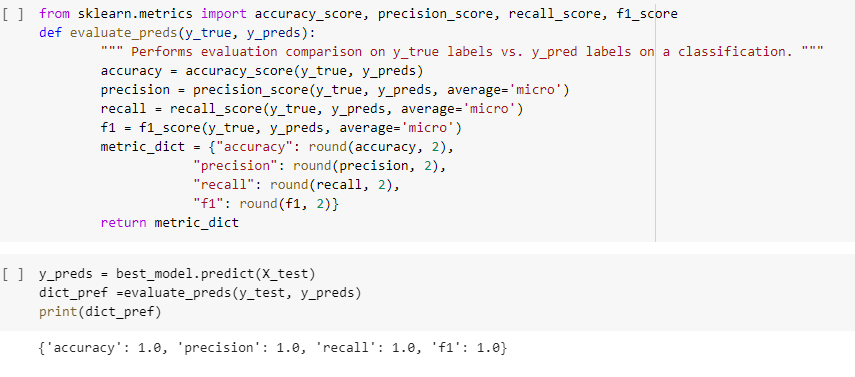 [ ] from sklearn.metrics import accuracy_score, precision_score, recall_score, f1_score
def evaluate_preds(y_true, y_preds):
""" Performs evaluation comparison on y_true labels vs. y_pred labels on a classification. """
accuracy = accuracy_score(y_true, y_preds)
precision = precision_score(y_true, y_preds, average='micro')
recall = recall_score(y_true, y_preds, average='micro')
f1 = f1_score(y_true, y_preds, average='micro')
metric_dict = {"accuracy": round(accuracy, 2),
"precision": round(precision, 2),
"recall": round(recall, 2),
"f1": round(f1, 2)}
return metric_dict
[ ] y_preds = best_model.predict(X_test)
dict_pref =evaluate_preds(y_test, y_preds)
print(dict_pref)
{'accuracy': 1.0, 'precision': 1.0, 'recall': 1.0, 'f1': 1.0}